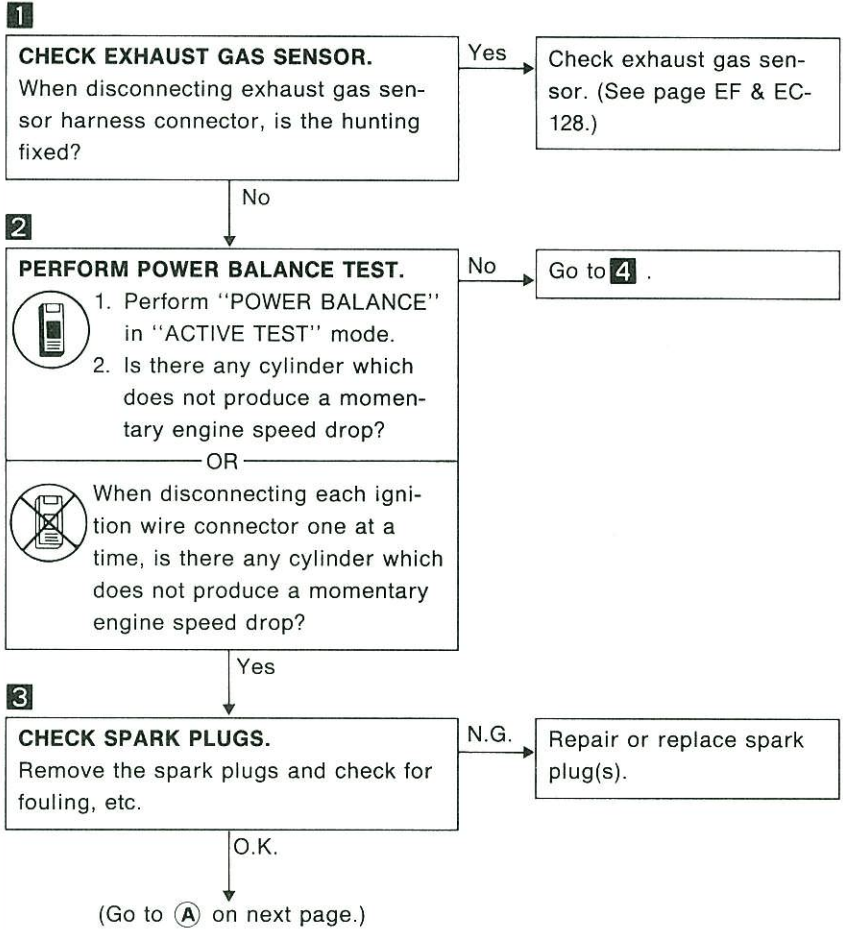 1
CHECK EXHAUST GAS SENSOR.
When disconnecting exhaust gas sen-
sor harness connector, is the hunting
fixed?
Yes
Check exhaust gas sen-
sor. (See page EF & EC-
128.)
No
2
PERFORM POWER BALANCE TEST.
1. Perform ‘‘POWER BALANCE’’
in ‘‘ACTIVE TEST’’ mode.
2. Is there any cylinder which
does not produce a momen-
tary engine speed drop?
OR
When disconnecting each igni-
tion wire connector one at a
time, is there any cylinder which
does not produce a momentary
engine speed drop?
No
Go to 4 .
Yes
3
CHECK SPARK PLUGS.
Remove the spark plugs and check for
fouling, etc.
N.G.
Repair or replace spark
plug(s).
O.K.
(Go to A on next page.)